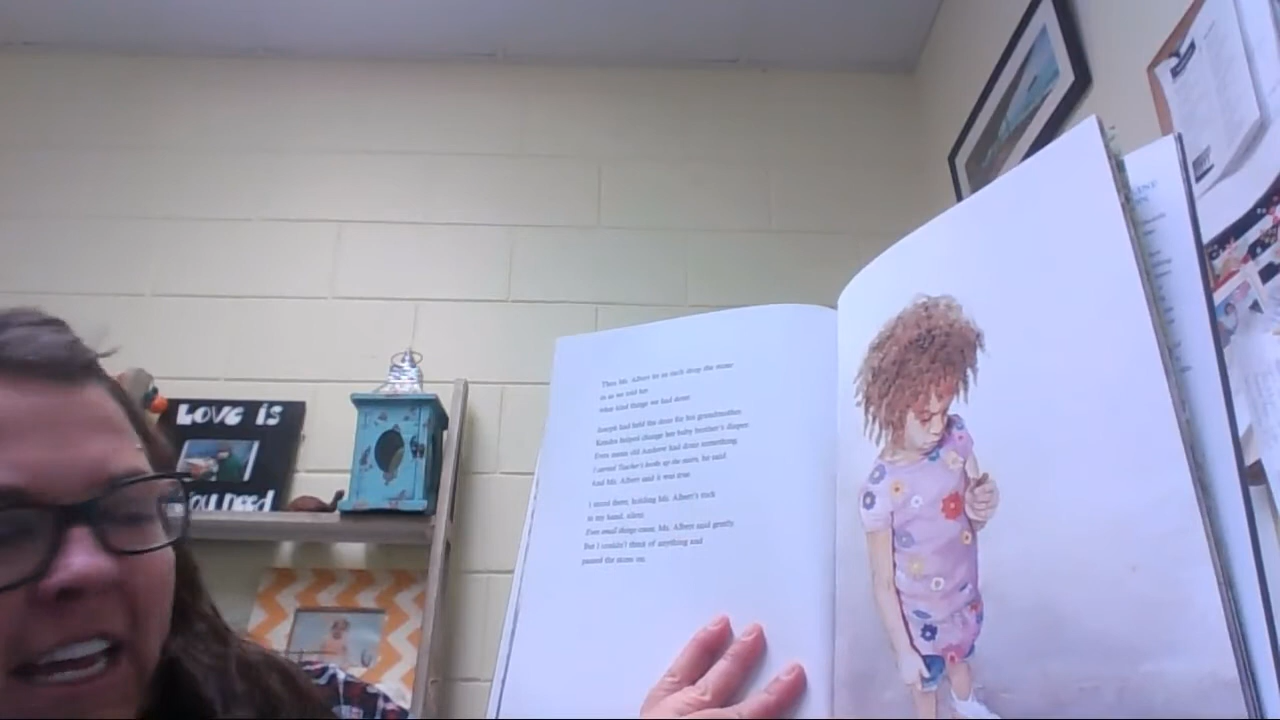 LOVE IS
You need
Then Ms. Albert let us each drop the stone
in as we told her
what kind things we had done.
Joseph had held the door for his grandmother.
Kendra helped change her baby brother's diaper.
Even mean old Andrew had done something.
I carried Teacher's books up the stairs, he said.
And Ms. Albert said it was true.
I stood there, holding Ms. Albert's rock
in my hand, silent.
Even small things count, Ms. Albert said gently.
But I couldn't think of anything and
passed the stone on.